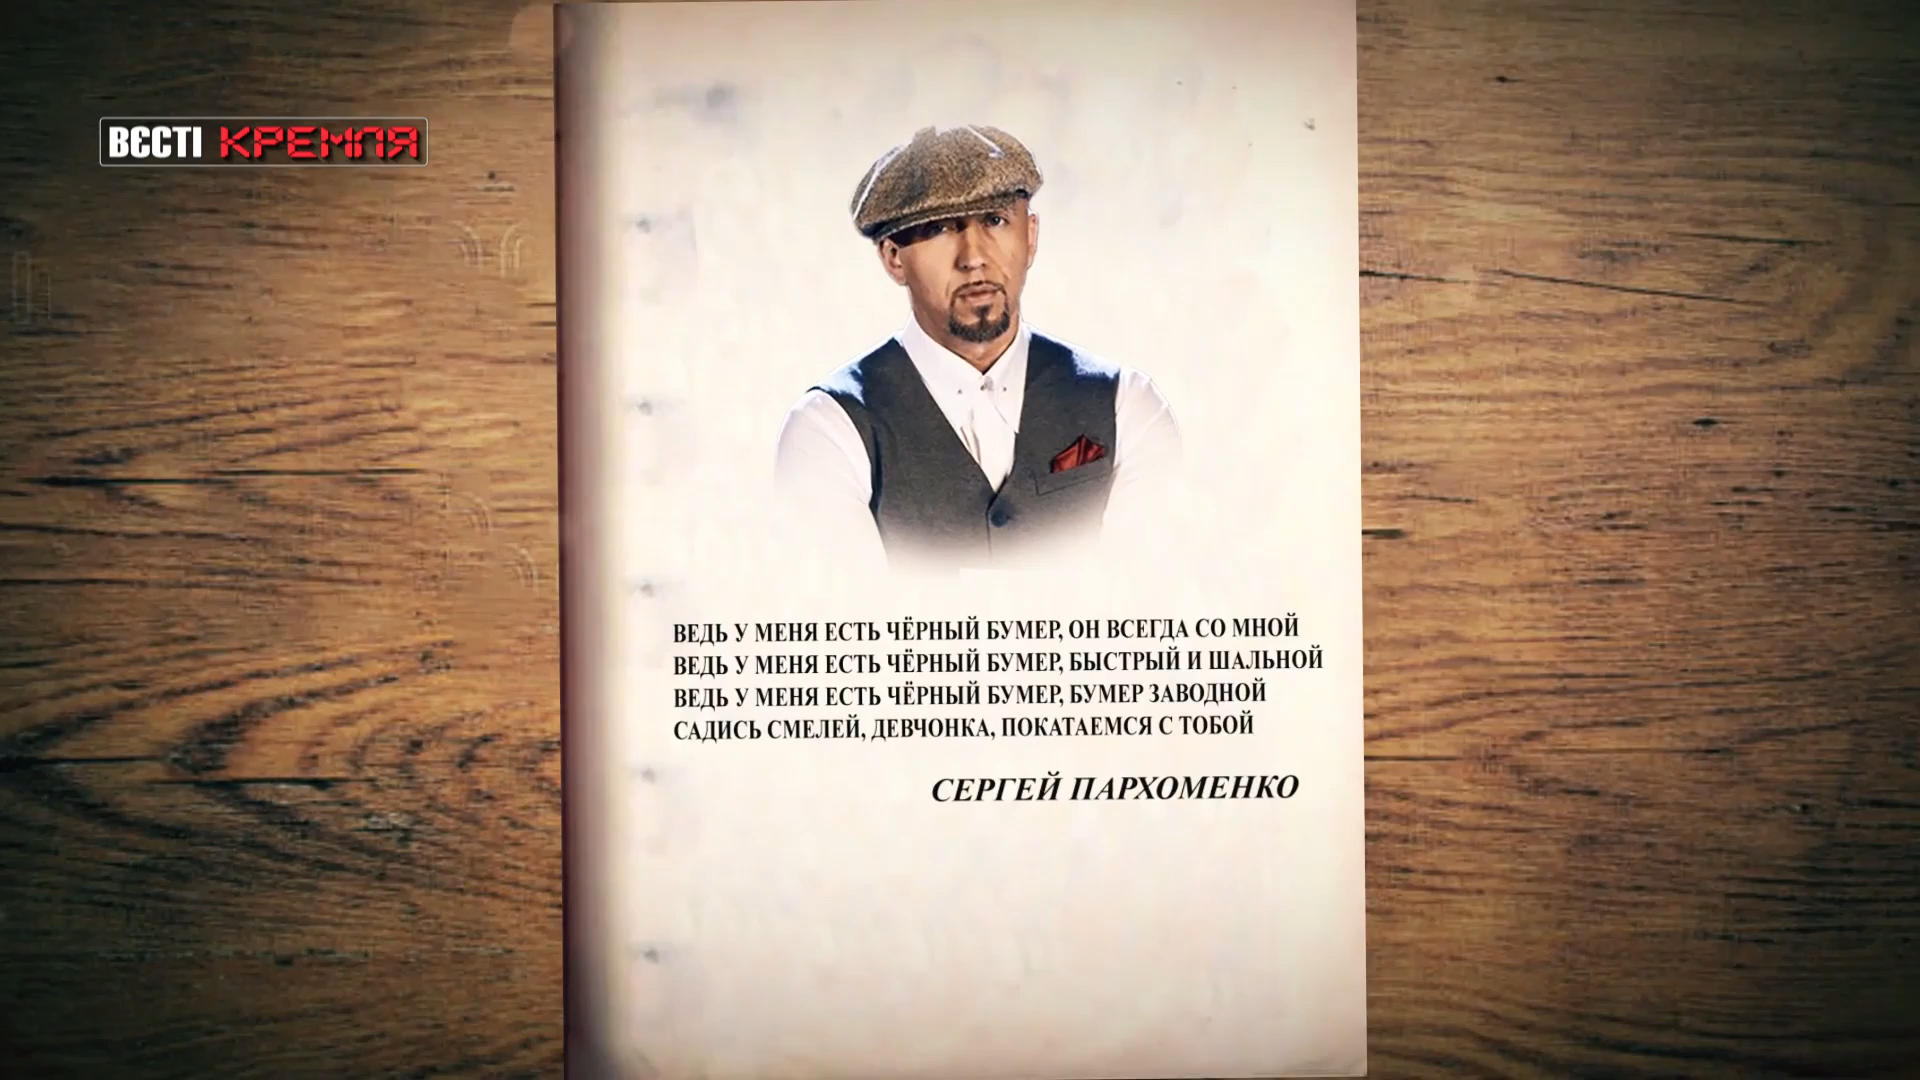 ВЄСТІ КРЕМЛЯ
ВЕДЬ У МЕНЯ ЕСТЬ ЧЁРНЫЙ БУМЕР, ОН ВСЕГДА СО МНОЙ
ВЕДЬ У МЕНЯ ЕСТЬ ЧЁРНЫЙ БУМЕР, БЫСТРЫЙ И ШАЛЬНОЙ
ВЕДЬ У МЕНЯ ЕСТЬ ЧЁРНЫЙ БУМЕР, БУМЕР ЗАВОДНОЙ
САДИСЬ СМЕЛЕЙ, ДЕВЧОНКА, ПОКАТАЕМСЯ С ТОБОЙ
СЕРГЕЙ ПАРХОМЕНКО